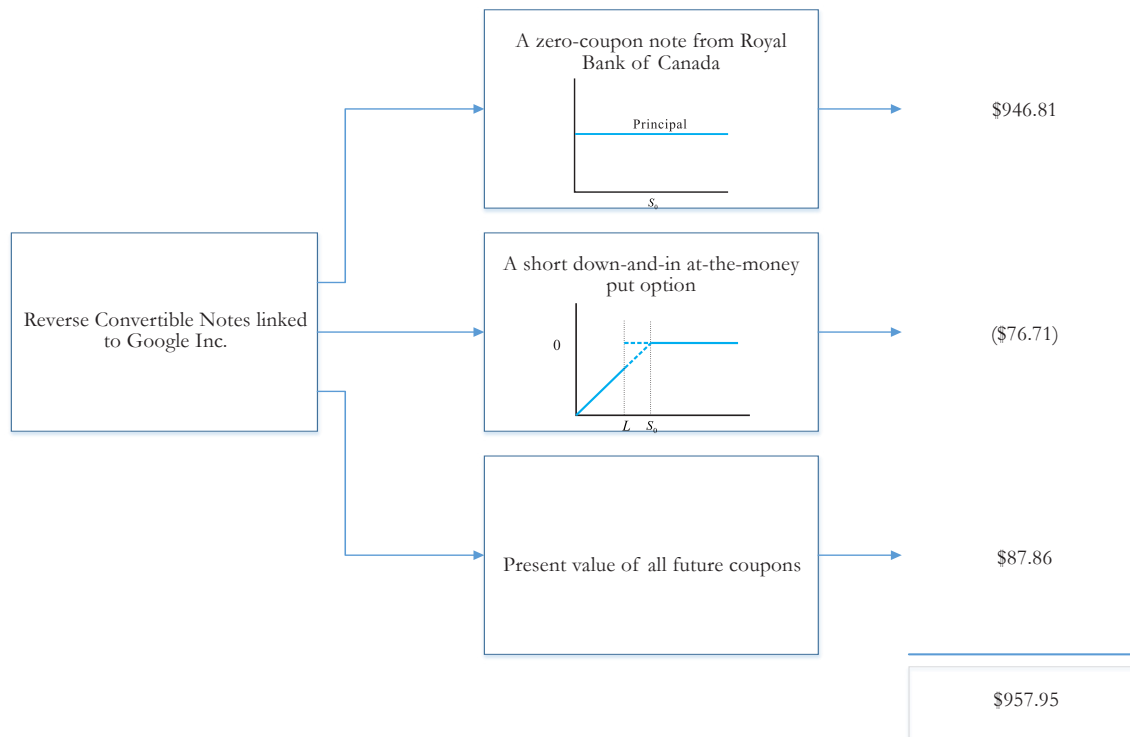 A zero-coupon note from Royal
Bank of Canada
Principal
S₀
$946.81
Reverse Convertible Notes linked
to Google Inc.
A short down-and-in at-the-money
put option
0
L S₀
($76.71)
Present value of all future coupons
$87.86
$957.95